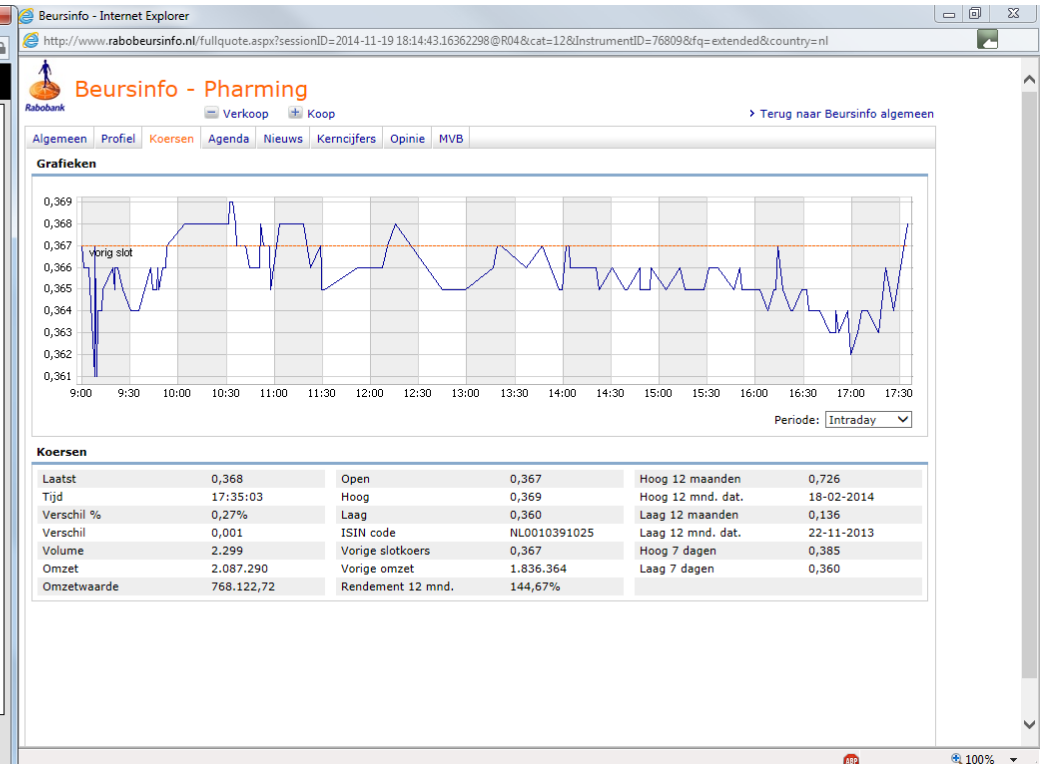 Beursinfo - Internet Explorer
http://www.rabobeursinfo.nl/fullquote.aspx?sessionID=2014-11-19 18:14:43.16362298@R04&cat=12&InstrumentID=76809&fq=extended&country=nl
Rabobank
Beursinfo - Pharming
Verkoop Koop
Terug naar Beursinfo algemeen
Algemeen Profiel Koersen Agenda Nieuws Kerncijfers Opinie MVB
Grafieken
0,369
0,368
0,367
vorig slot
0,366
0,365
0,364
0,363
0,362
0,361
9:00 9:30 10:00 10:30 11:00 11:30 12:00 12:30 13:00 13:30 14:00 14:30 15:00 15:30 16:00 16:30 17:00 17:30
Periode: Intraday
Koersen
Laatst 0,368 Open 0,367 Hoog 12 maanden 0,726
Tijd 17:35:03 Hoog 0,369 Hoog 12 mnd. dat. 18-02-2014
Verschil % 0,27% Laag 0,360 Laag 12 maanden 0,136
Verschil 0,001 ISIN code NL0010391025 Laag 12 mnd. dat. 22-11-2013
Volume 2.299 Vorige slotkoers 0,367 Hoog 7 dagen 0,385
Omzet 2.087.290 Vorige omzet 1.836.364 Laag 7 dagen 0,360
Omzetwaarde 768.122,72 Rendement 12 mnd. 144,67%
ABP
100%